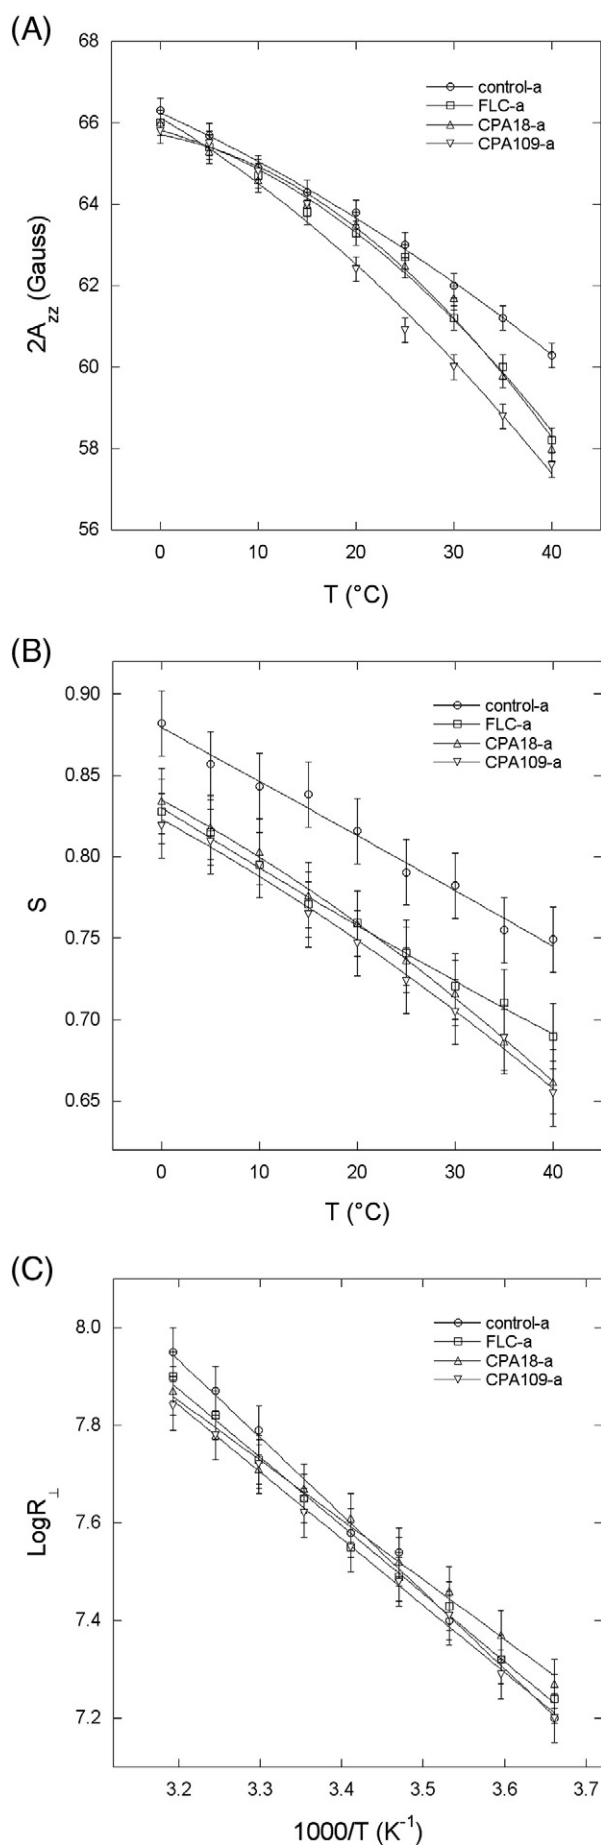 (A)
68
66
64
62
60
58
56
2A_zz (Gauss)
control-a
FLC-a
CPA18-a
CPA109-a
0
10
20
30
40
T (°C)
(B)
0.90
0.85
0.80
0.75
0.70
0.65
S
control-a
FLC-a
CPA18-a
CPA109-a
0
10
20
30
40
T (°C)
(C)
8.0
7.8
7.6
7.4
7.2
LogR⊥
control-a
FLC-a
CPA18-a
CPA109-a
3.2
3.3
3.4
3.5
3.6
3.7
1000/T (K⁻¹)